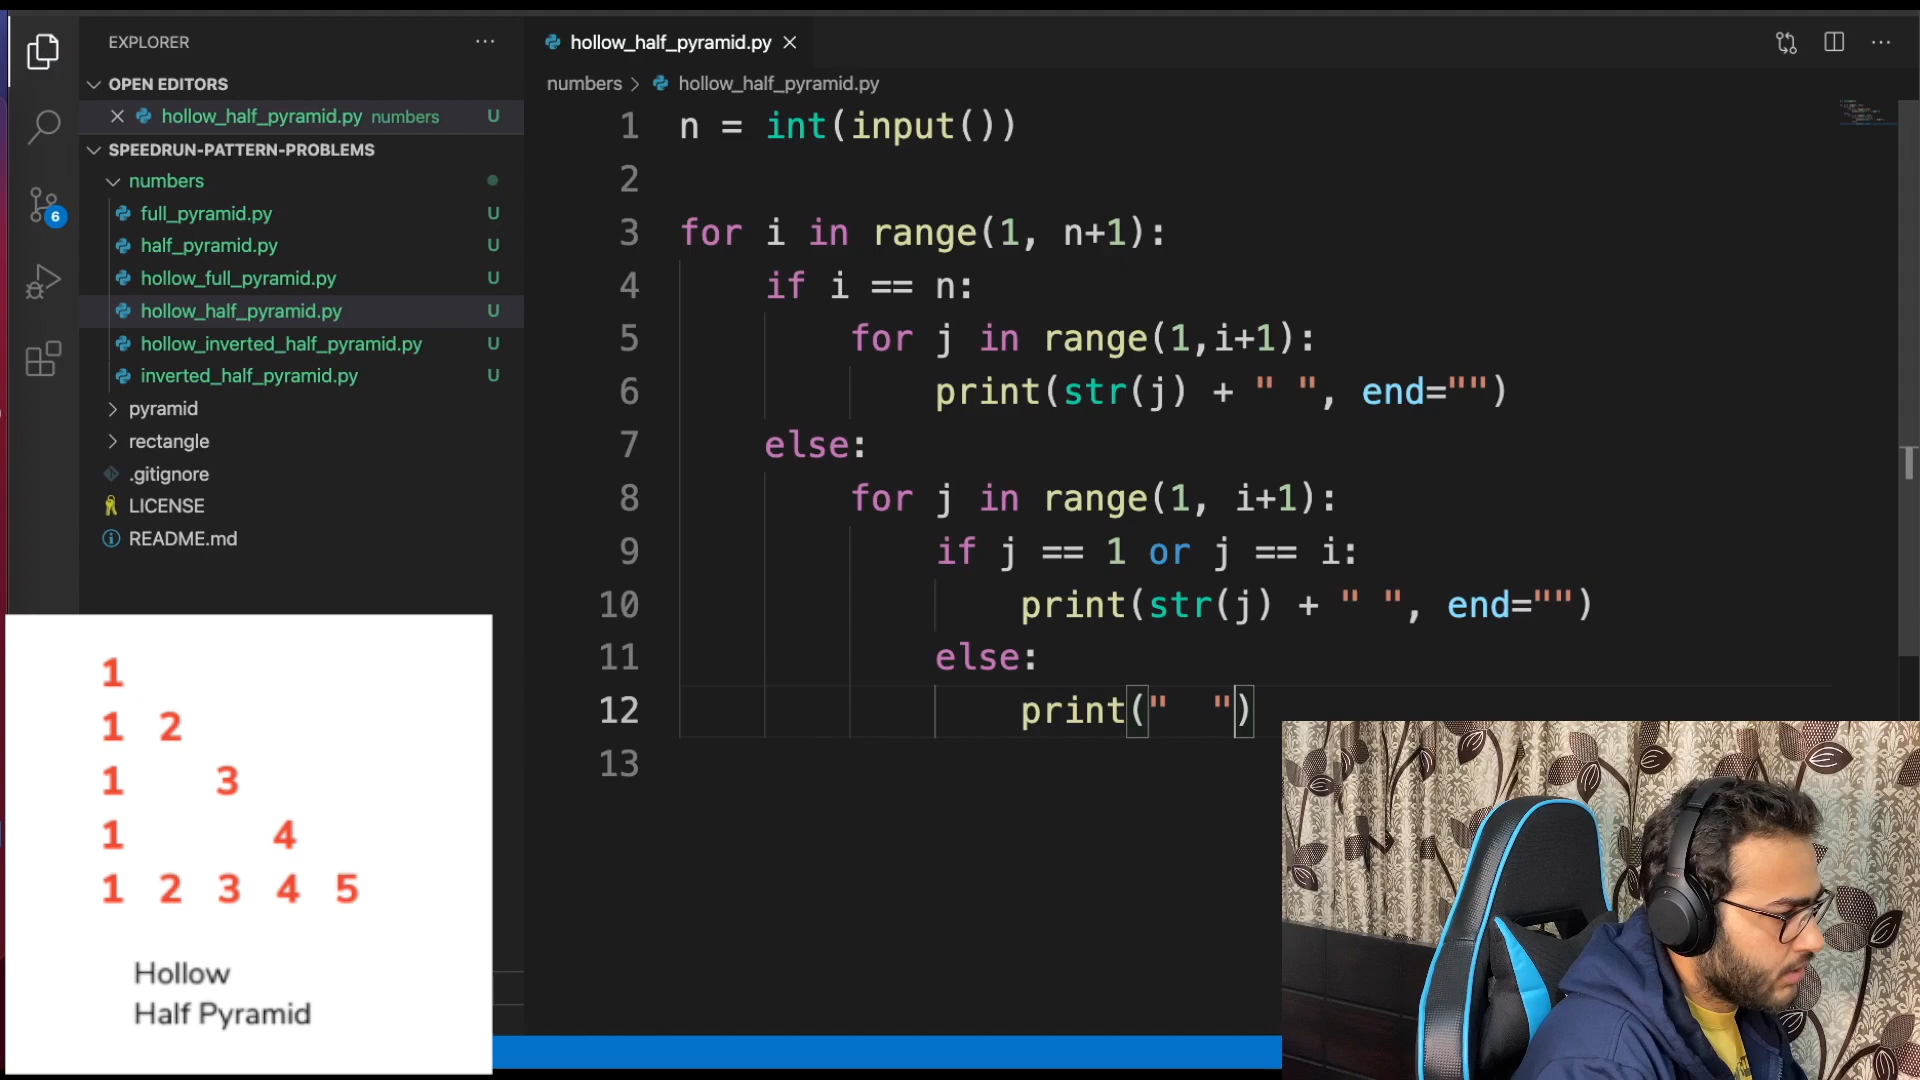 EXPLORER
OPEN EDITORS
hollow_half_pyramid.py numbers U
SPEEDRUN-PATTERN-PROBLEMS
numbers
full_pyramid.py U
half_pyramid.py U
hollow_full_pyramid.py U
hollow_half_pyramid.py U
hollow_inverted_half_pyramid.py U
inverted_half_pyramid.py U
pyramid
rectangle
.gitignore
LICENSE
README.md
6
hollow_half_pyramid.py
numbers > hollow_half_pyramid.py
1 n = int(input())
2
3 for i in range(1, n+1):
4 if i == n:
5 for j in range(1,i+1):
6 print(str(j) + " ", end="")
7 else:
8 for j in range(1, i+1):
9 if j == 1 or j == i:
10 print(str(j) + " ", end="")
11 else:
12 print("  ")
13
1
1 2
1 3
1 4
1 2 3 4 5
Hollow
Half Pyramid